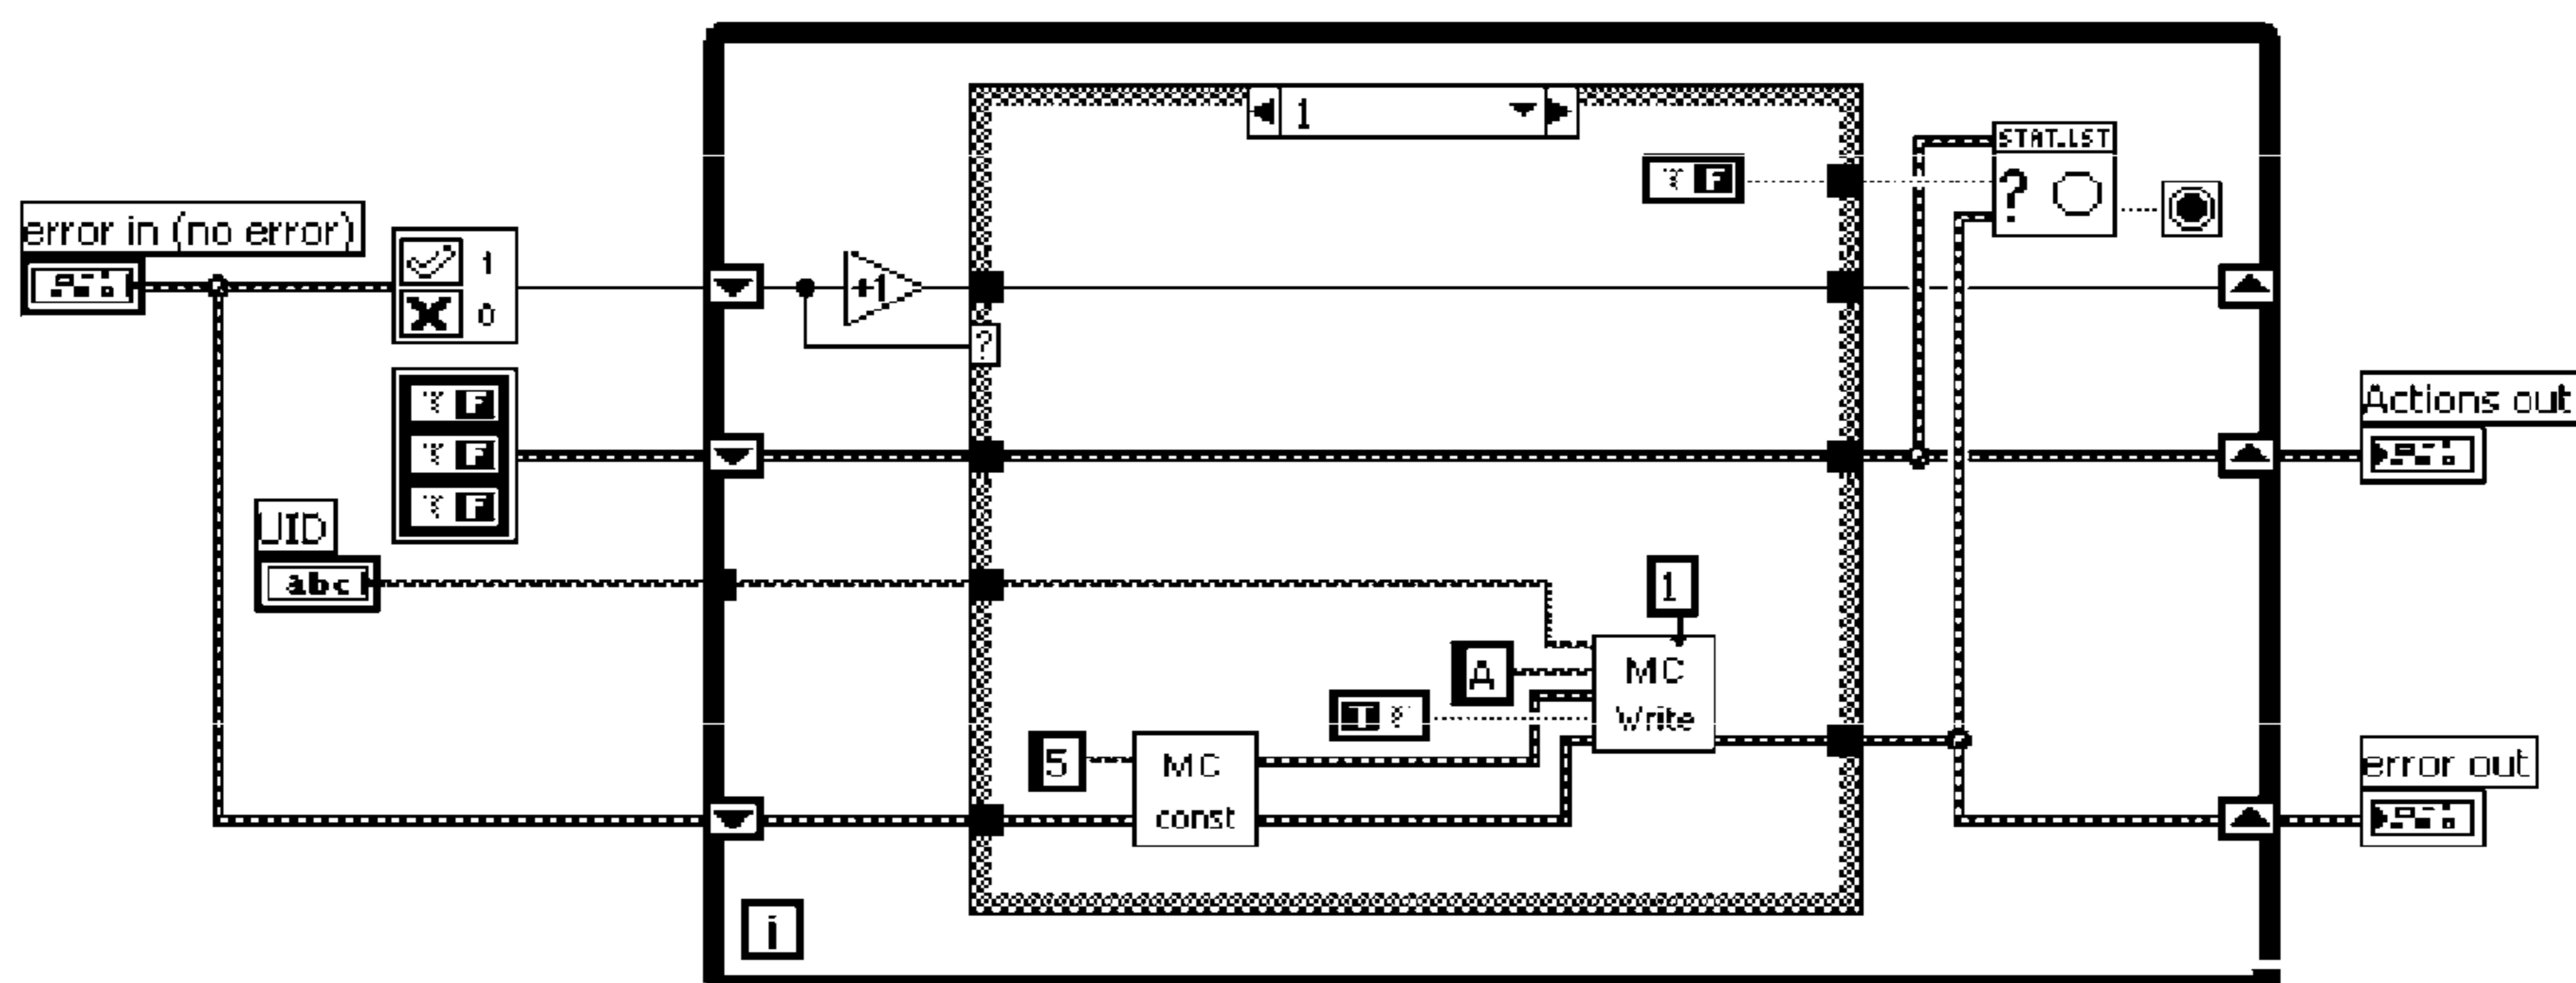 1
STAT.LST
T F
?
error in (no error)
1
0
+1
?
T F
T F
T F
Actions out
UID
abc
1
A
MC
Write
T F
5
MC
const
error out
i